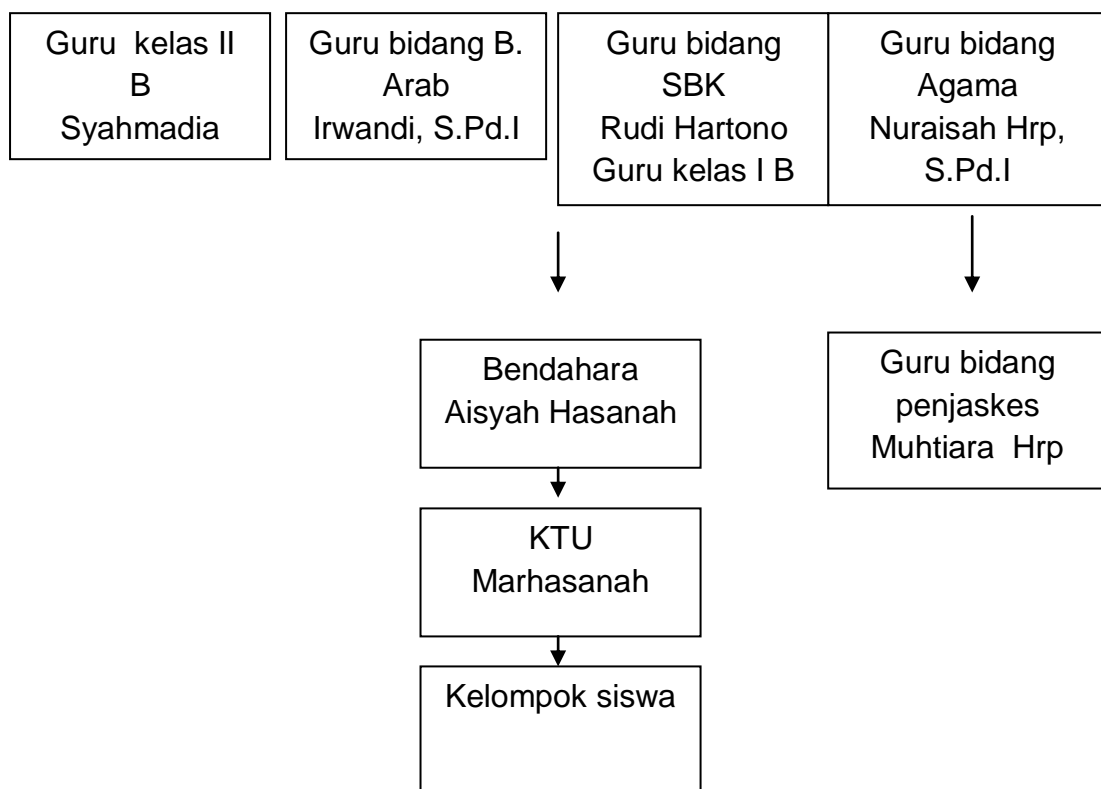 Guru kelas II
B
Syahmadia
Guru bidang B.
Arab
Irwandi, S.Pd.I
Guru bidang
SBK
Rudi Hartono
Guru kelas I B
Guru bidang
Agama
Nuraisah Hrp,
S.Pd.I
Bendahara
Aisyah Hasanah
Guru bidang
penjaskes
Muhtiara Hrp
KTU
Marhasanah
Kelompok siswa